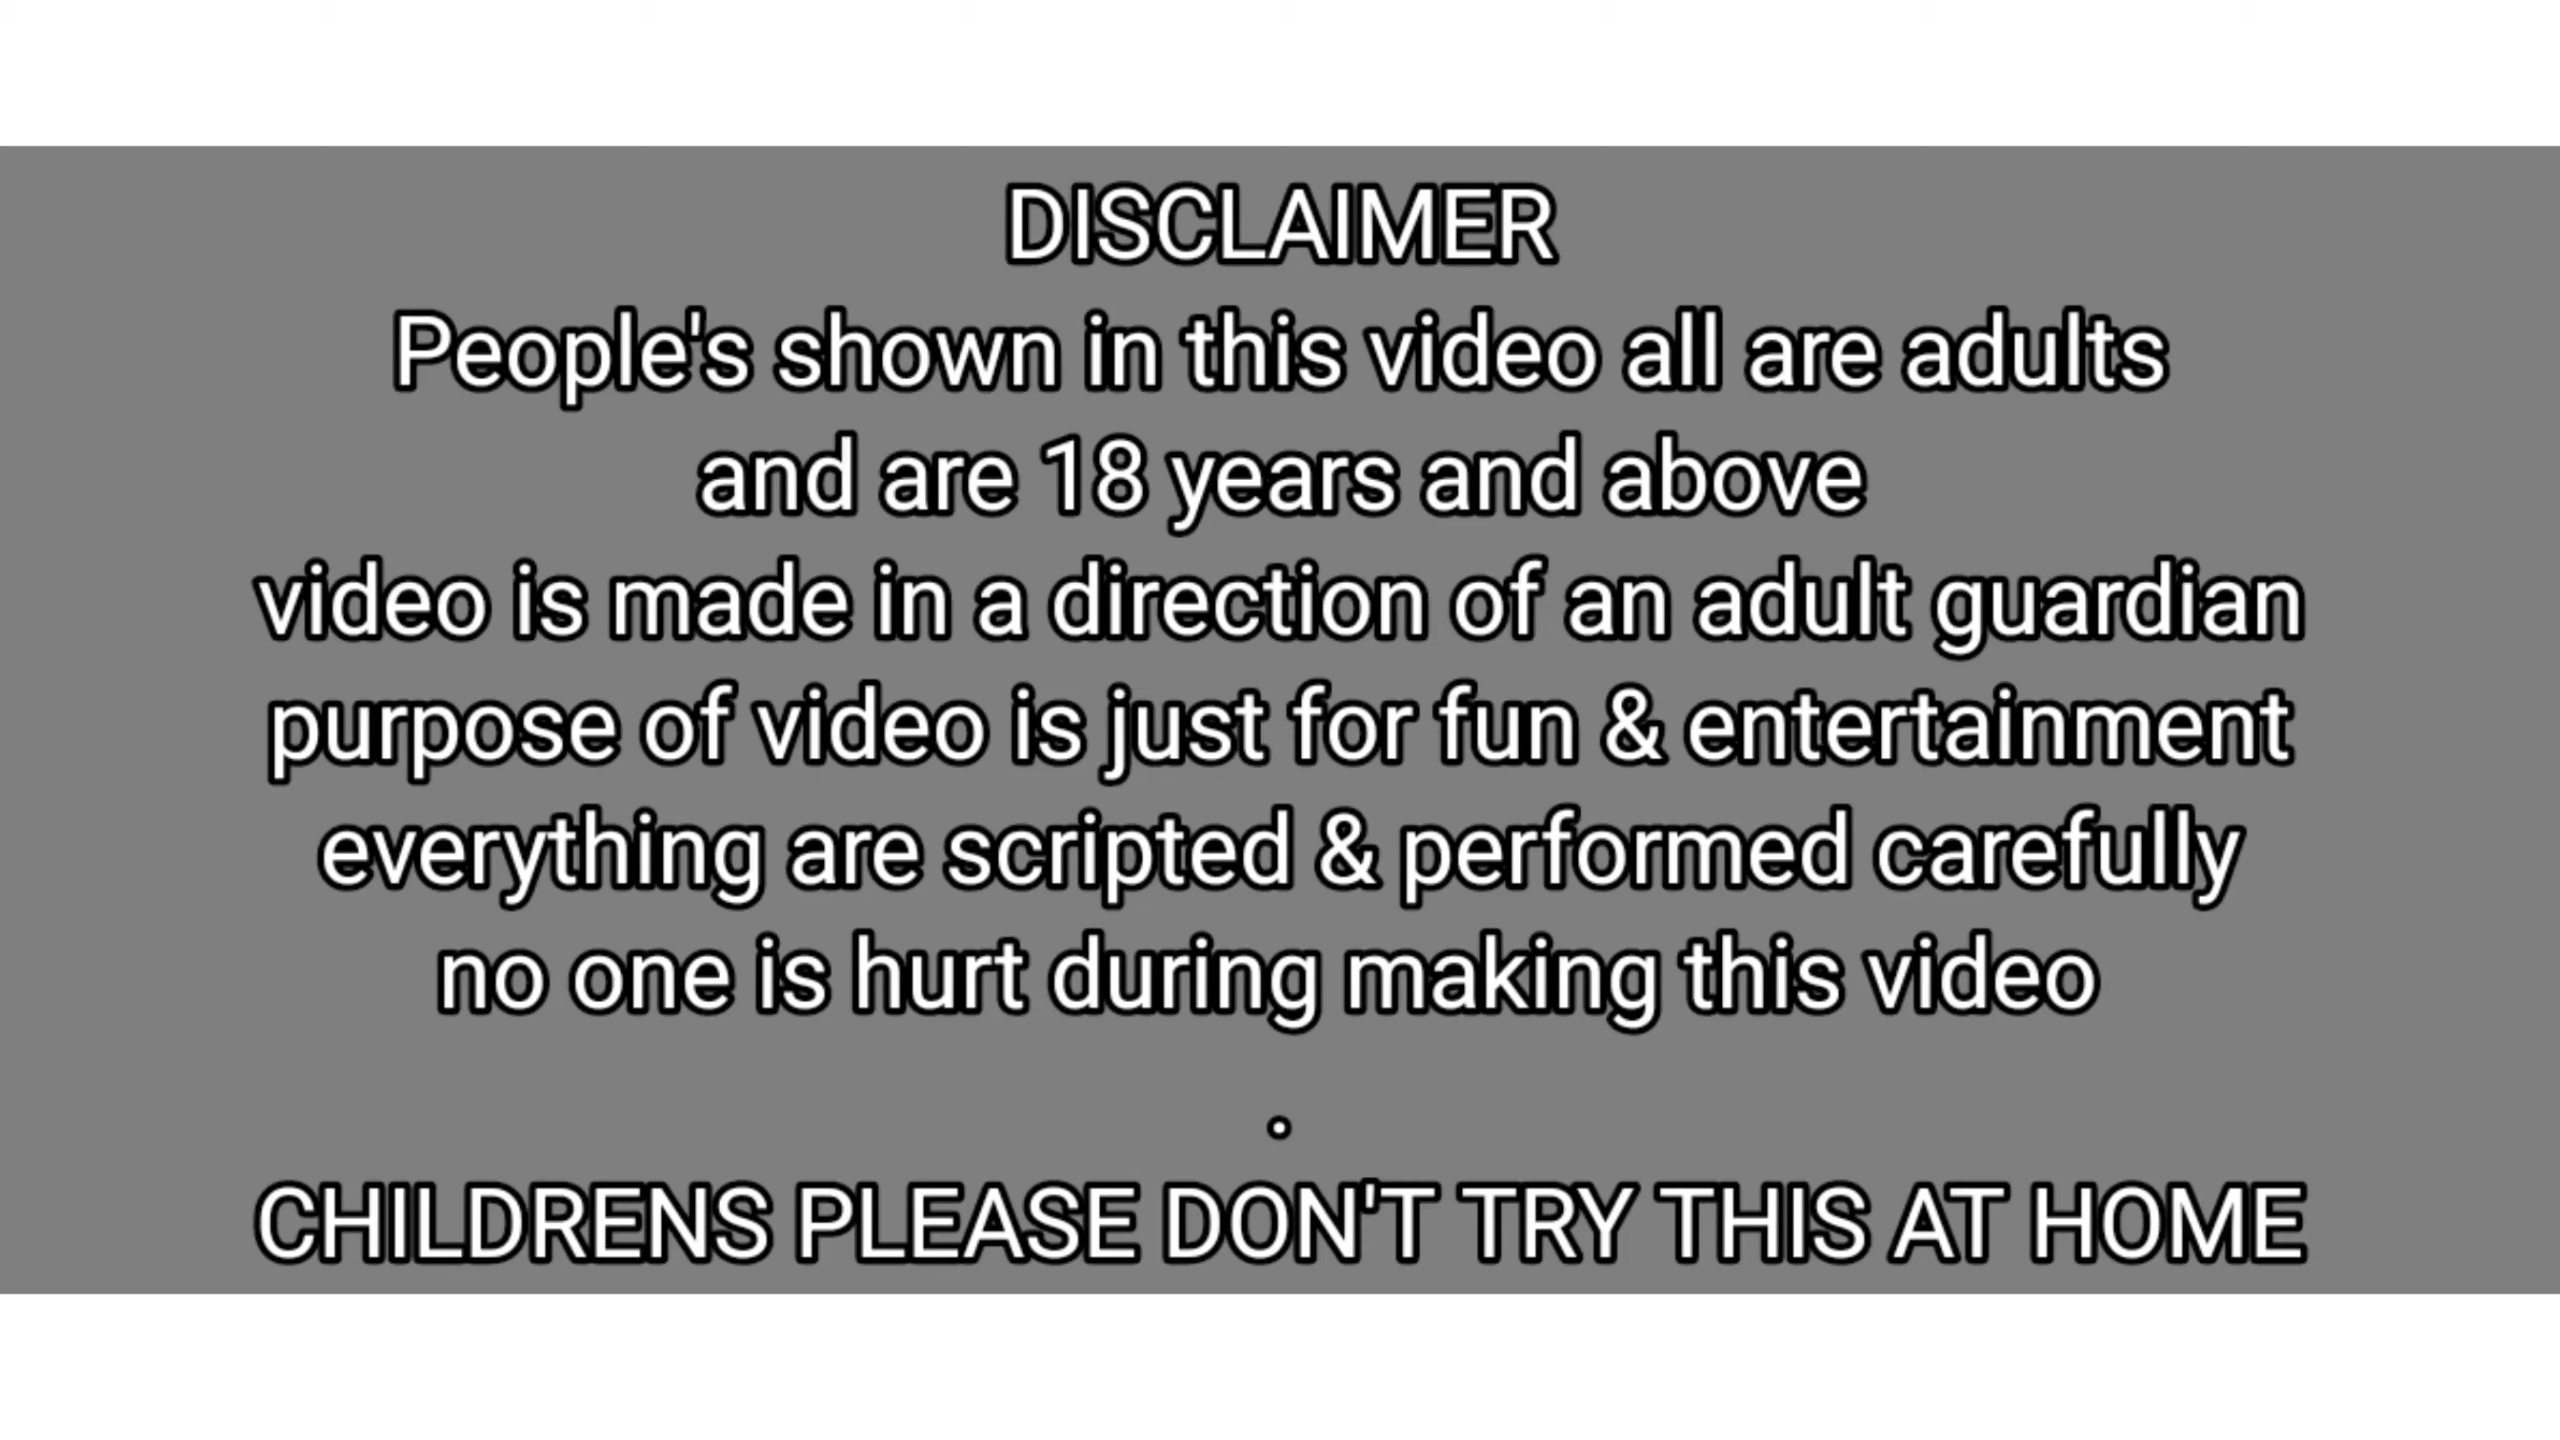 DISCLAIMER
People's shown in this video all are adults
and are 18 years and above
video is made in a direction of an adult guardian
purpose of video is just for fun & entertainment
everything are scripted & performed carefully
no one is hurt during making this video
.
CHILDRENS PLEASE DON'T TRY THIS AT HOME